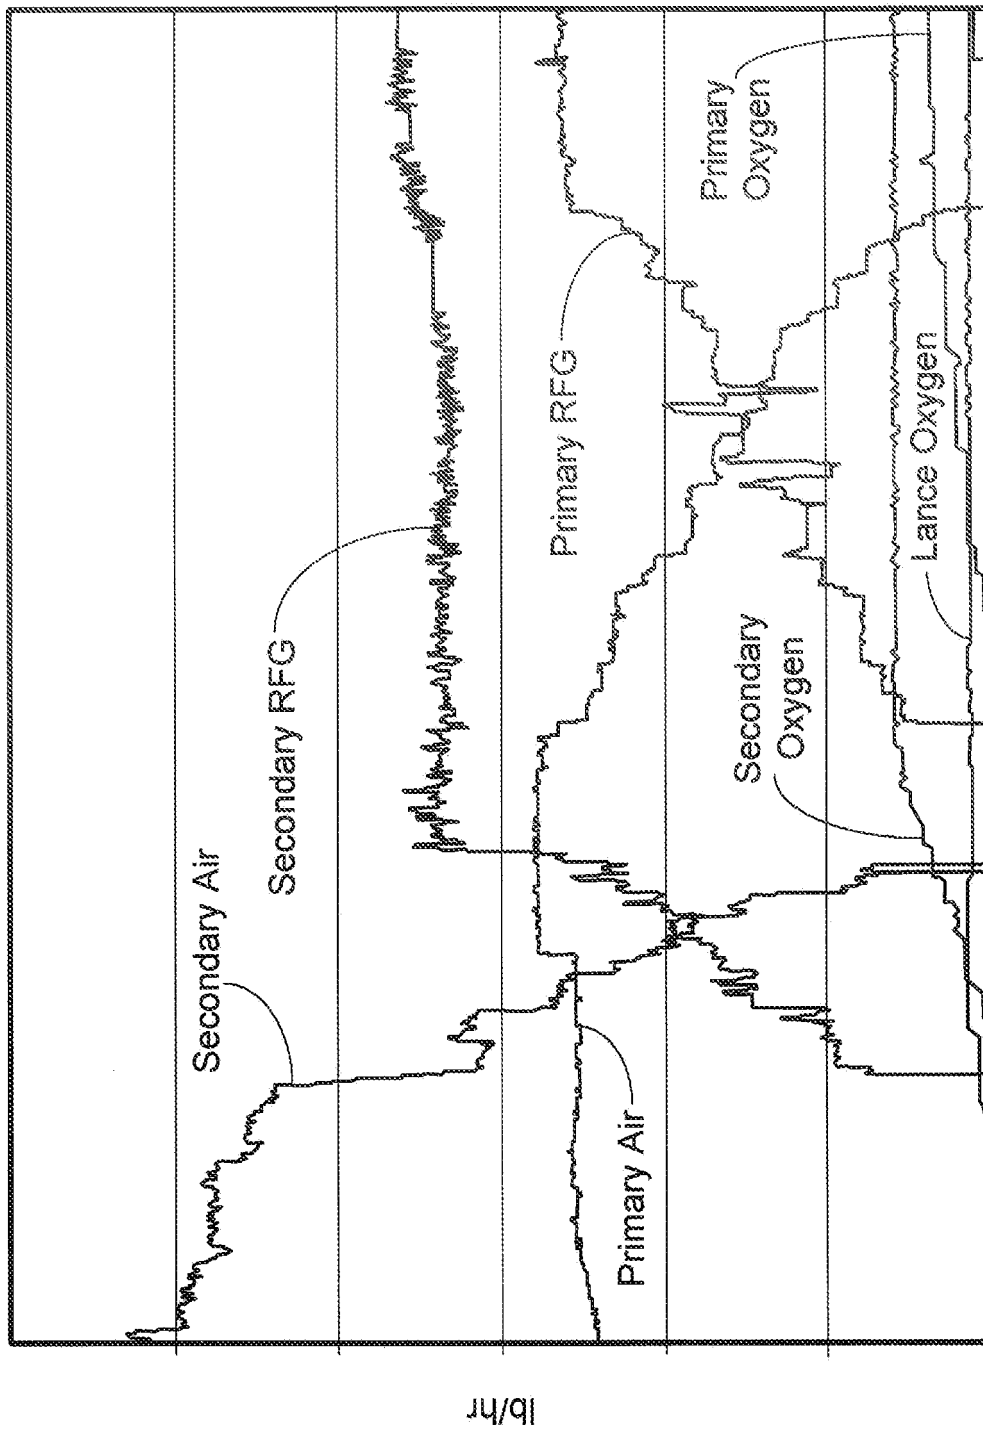 lb/hr
Secondary Air
Secondary RFG
Primary RFG
Primary
Oxygen
Primary Air
Secondary
Oxygen
Lance Oxygen